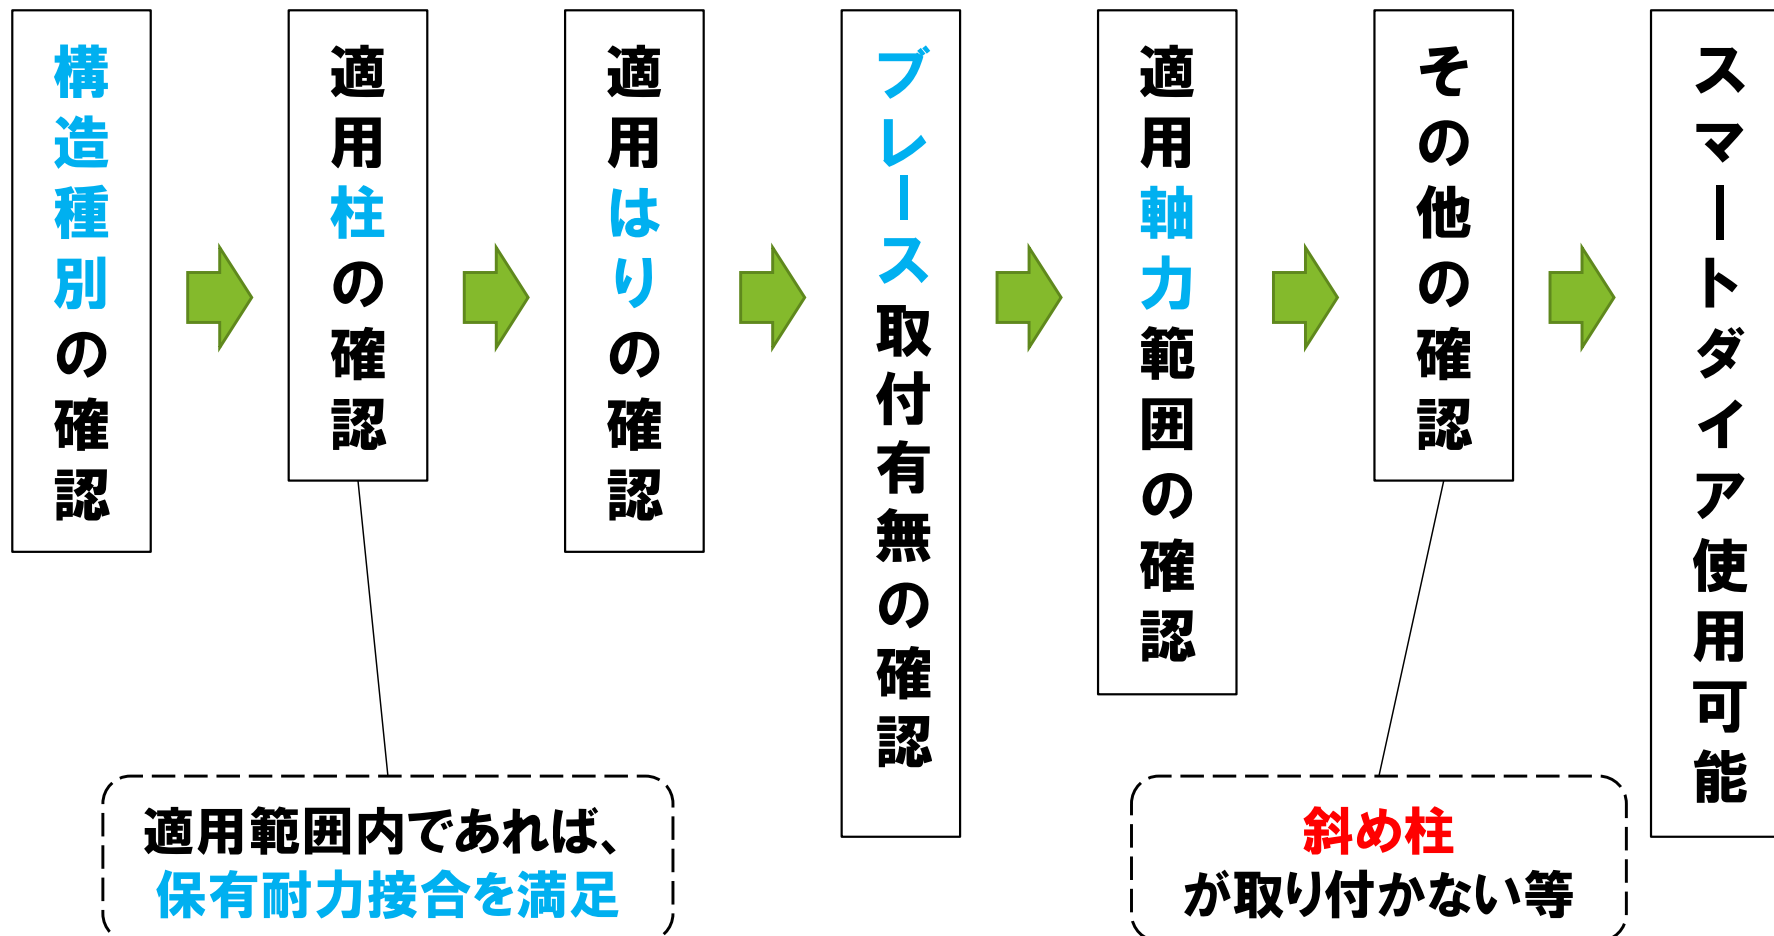 構造種別の確認
適用柱の確認
適用はりの確認
ブレース取付有無の確認
適用軸力範囲の確認
その他の確認
スマートダイア使用可能
適用範囲内であれば、
保有耐力接合を満足
斜め柱
が取り付かない等